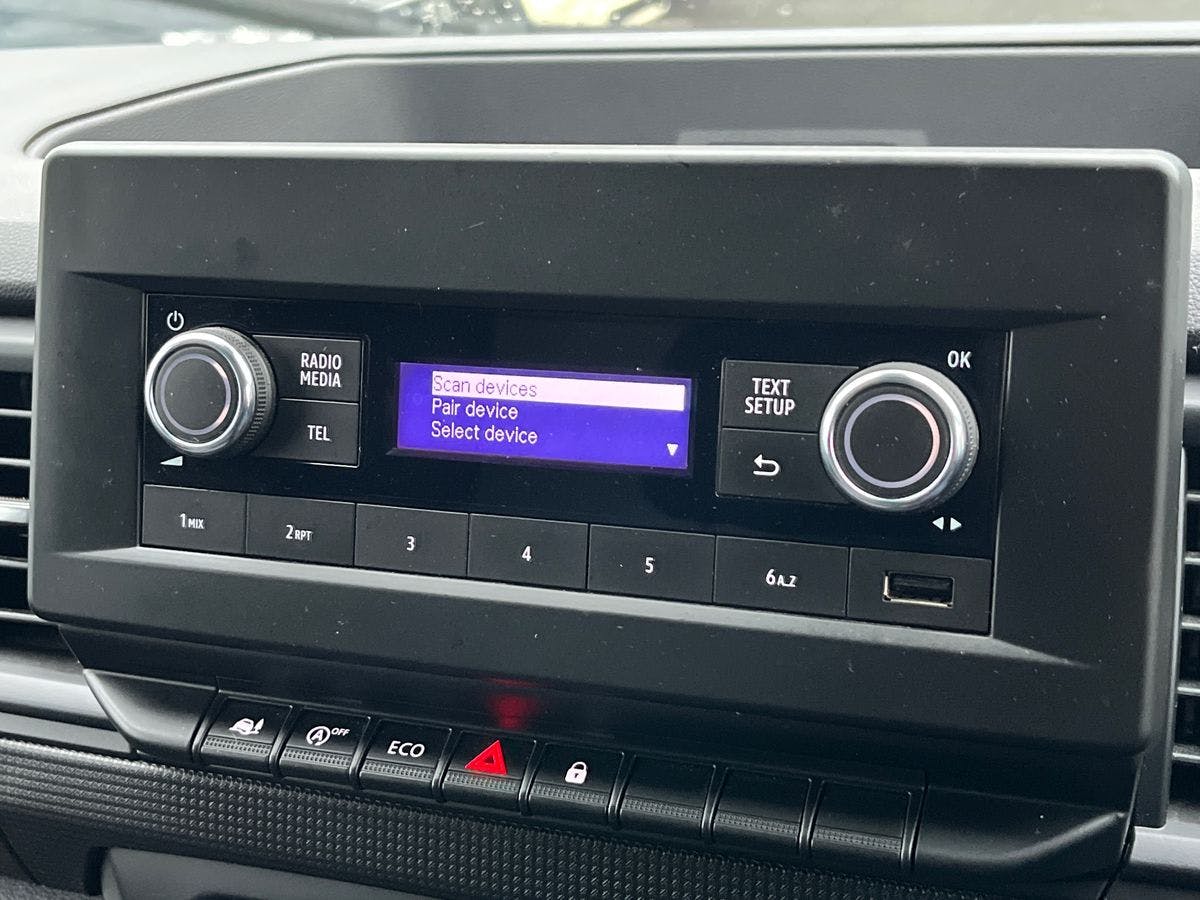 OK
RADIO
MEDIA
TEL
Scan devices
Pair device
Select device
TEXT
SETUP
1MIX
2RPT
3
4
5
6A..Z
A OFF
ECO